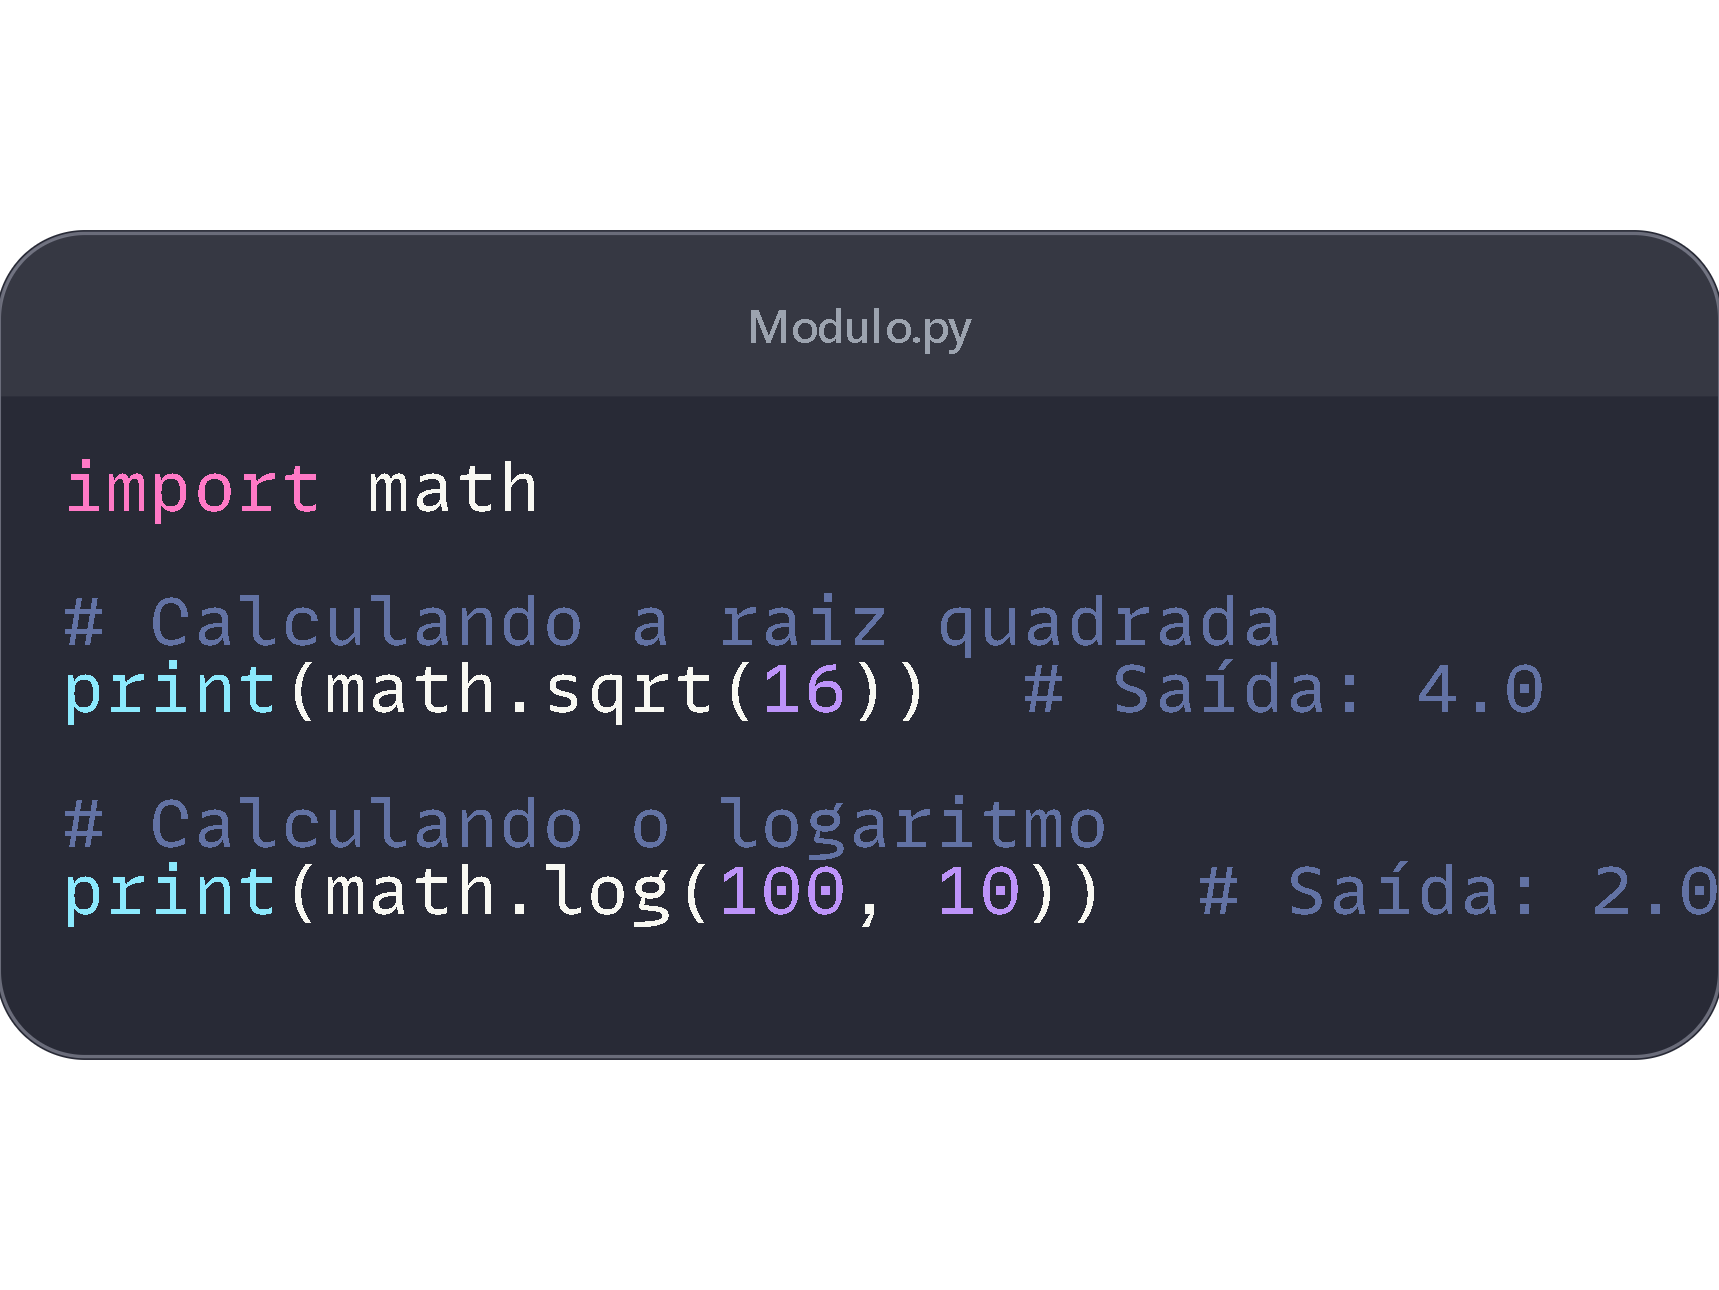 Modulo.py
import math
# Calculando a raiz quadrada
print(math.sqrt(16))  # Saída: 4.0
# Calculando o logaritmo
print(math.log(100, 10))  # Saída: 2.0